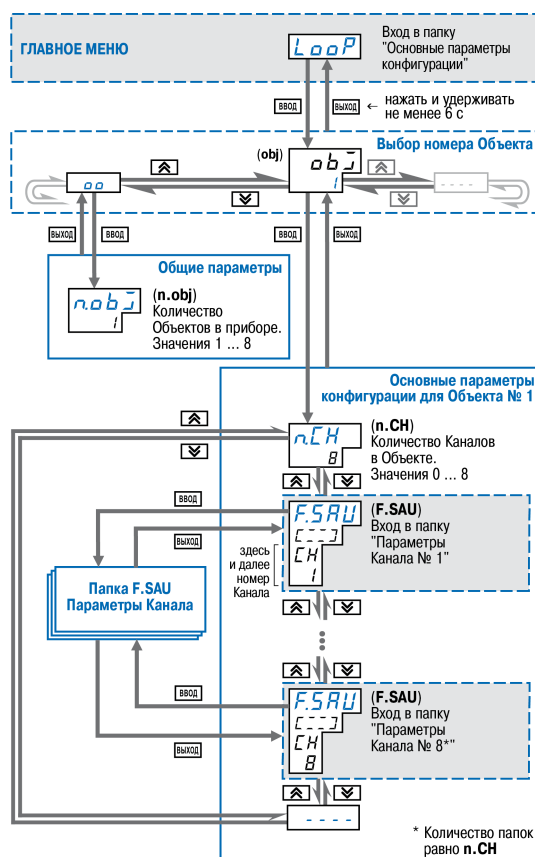 ГЛАВНОЕ МЕНЮ
LooP
Вход в папку
"Основные параметры
конфигурации"
ВВОД
ВЫХОД
← нажать и удерживать
не менее 6 с
Выбор номера Объекта
(obj)
obJ
1
oo
- - - -
ВЫХОД
ВВОД
ВВОД
ВЫХОД
Общие параметры
n.obJ
1
(n.obj)
Количество
Объектов в приборе.
Значения 1 ... 8
Основные параметры
конфигурации для Объекта № 1
n.CH
8
(n.CH)
Количество Каналов
в Объекте.
Значения 0 ... 8
ВВОД
ВЫХОД
F.SAU
[---]
CH
1
(F.SAU)
Вход в папку
"Параметры
Канала № 1"
здесь
и далее
номер
Канала
Папка F.SAU
Параметры Канала
ВВОД
ВЫХОД
F.SAU
[---]
CH
8
(F.SAU)
Вход в папку
"Параметры
Канала № 8*"
- - - -
* Количество папок
равно n.CH